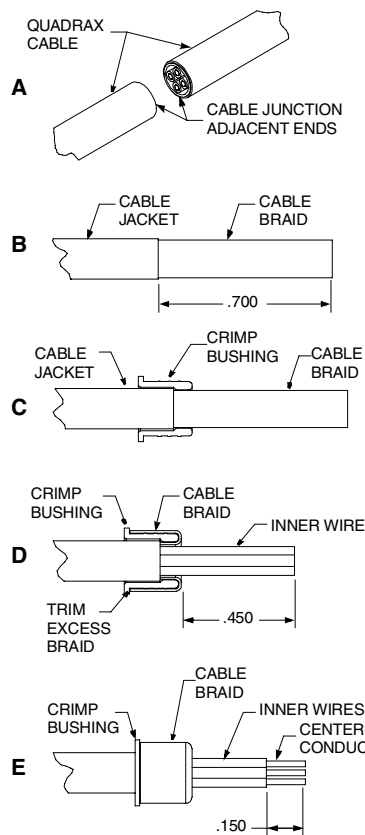 QUADRAX
CABLE
A
CABLE JUNCTION
ADJACENT ENDS
CABLE
JACKET
CABLE
BRAID
B
.700
CABLE
JACKET
CRIMP
BUSHING
CABLE
BRAID
C
CRIMP
BUSHING
CABLE
BRAID
INNER WIRE
D
TRIM
EXCESS
BRAID
.450
CABLE
BRAID
CRIMP
BUSHING
INNER WIRES
CENTER
CONDUC
E
.150